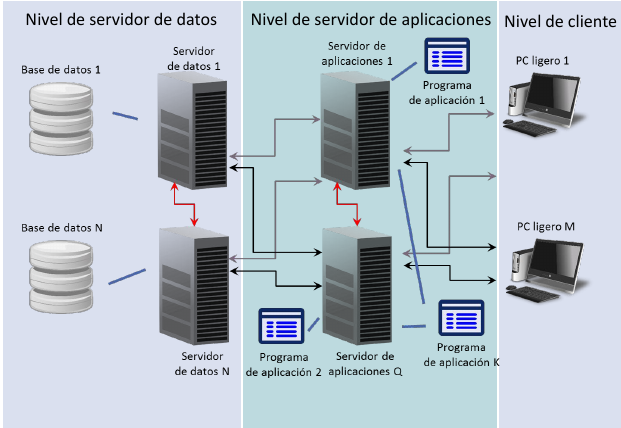 Nivel de servidor de datos
Nivel de servidor de aplicaciones
Nivel de cliente
Base de datos 1
Servidor
de datos 1
Servidor de
aplicaciones 1
Programa
de aplicación 1
PC ligero 1
Base de datos N
Servidor
de datos N
Programa
de aplicación 2
Servidor de
aplicaciones Q
Programa
de aplicación K
PC ligero M